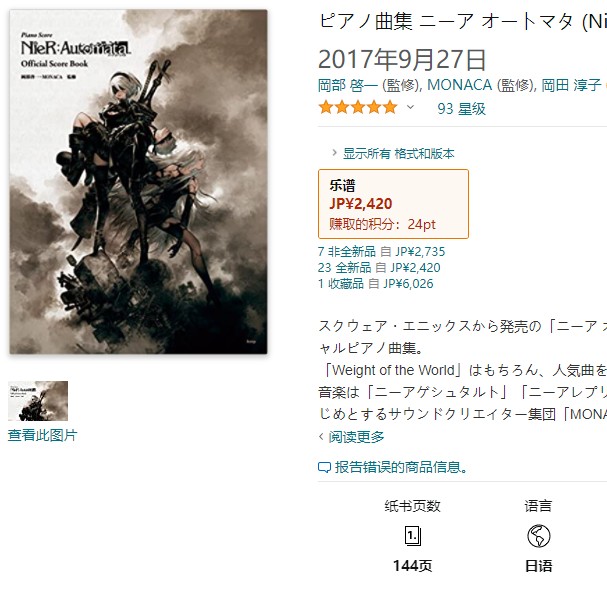 Piano Score
NieR:Automata
Official Score Book
岡部 啓一 MONACA 監修
查看此图片
ピアノ曲集 ニーア オートマタ (Ni
2017年9月27日
岡部 啓一 (監修), MONACA (監修), 岡田 淳子
93 星级
显示所有 格式和版本
乐谱
JP¥2,420
赚取的积分： 24pt
7 非全新品 自 JP¥2,735
23 全新品 自 JP¥2,420
1 收藏品 自 JP¥6,026
スクウェア・エニックスから発売の「ニーア オ
ャルピアノ曲集。
「Weight of the World」はもちろん、人気曲を
音楽は「ニーアゲシュタルト」「ニーアレプリ
じめとするサウンドクリエイター集団「MONA
阅读更多
报告错误的商品信息。
纸书页数
语言
1.
144页
日语